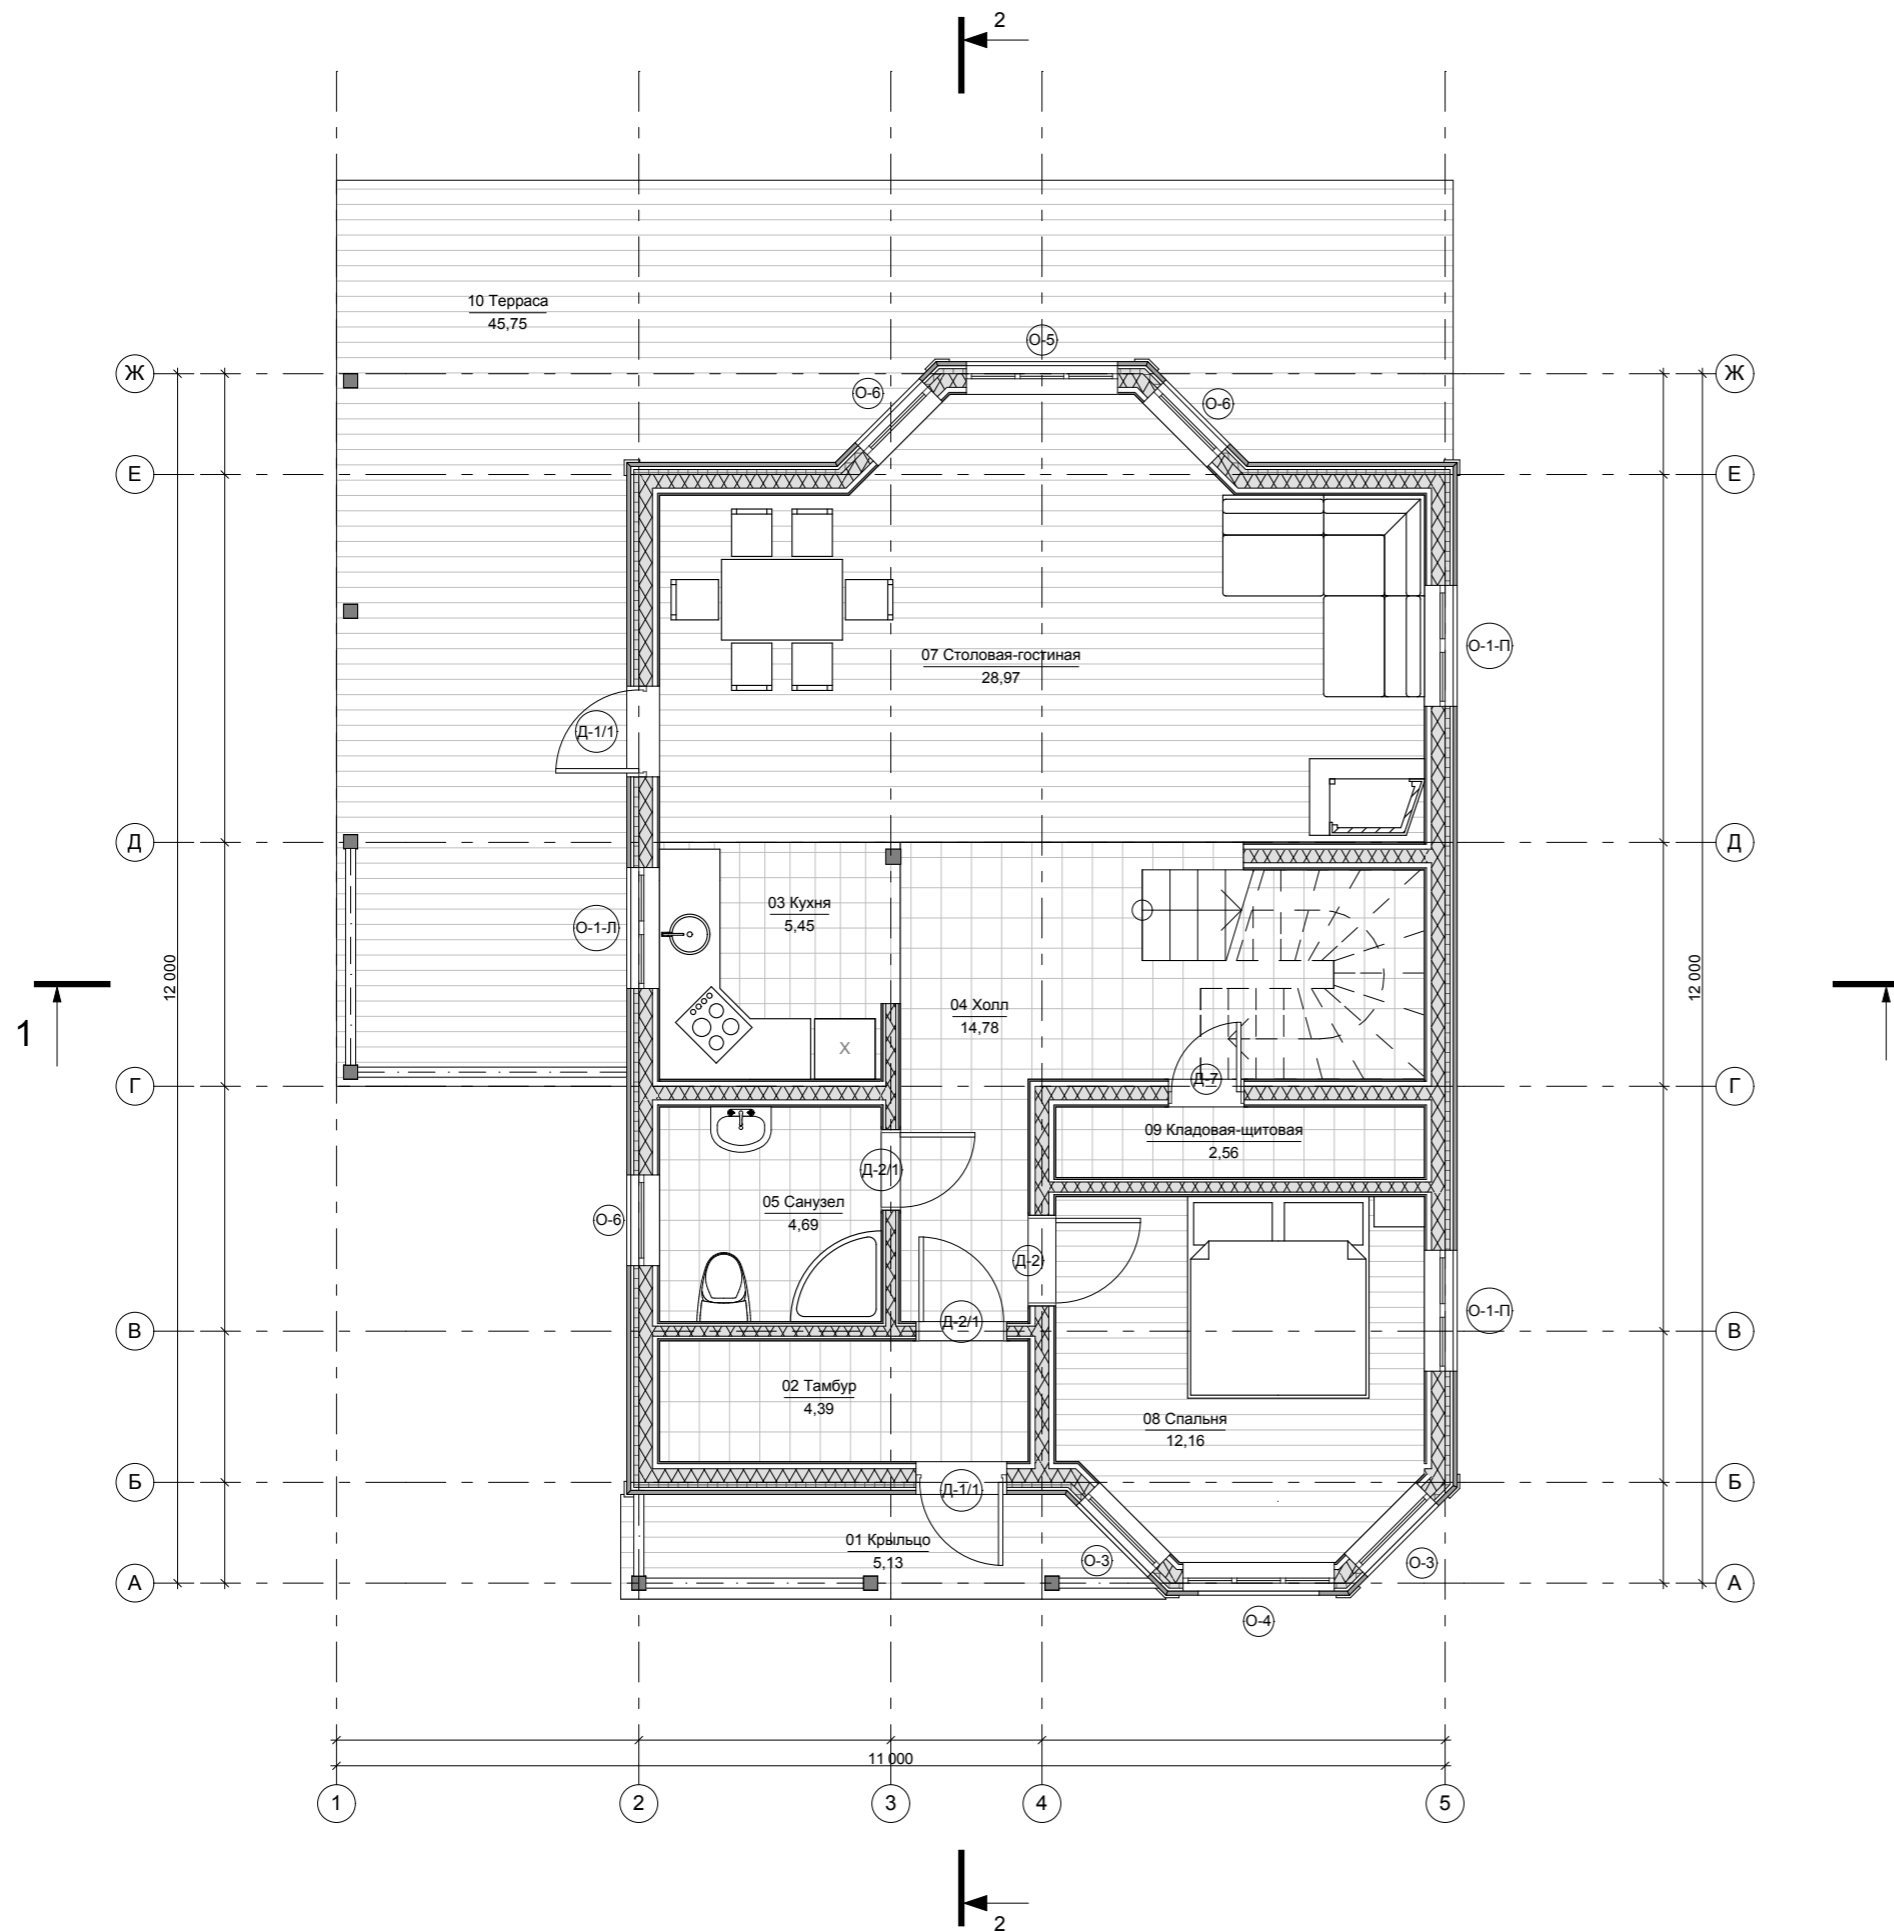 2
10 Терраса
45,75
О-5
Ж
Ж
О-6
О-6
Е
Е
07 Столовая-гостиная
28,97
О-1-П
Д-1/1
Д
Д
03 Кухня
5,45
О-1-Л
12 000
12 000
04 Холл
14,78
1
X
Д-7
Г
Г
09 Кладовая-щитовая
2,56
Д-2/1
05 Санузел
4,69
О-6
Д-2
О-1-П
Д-2/1
В
В
02 Тамбур
4,39
08 Спальня
12,16
Б
Б
Д-1/1
01 Крыльцо
5,13
О-3
О-3
А
А
О-4
11 000
1
2
3
4
5
2